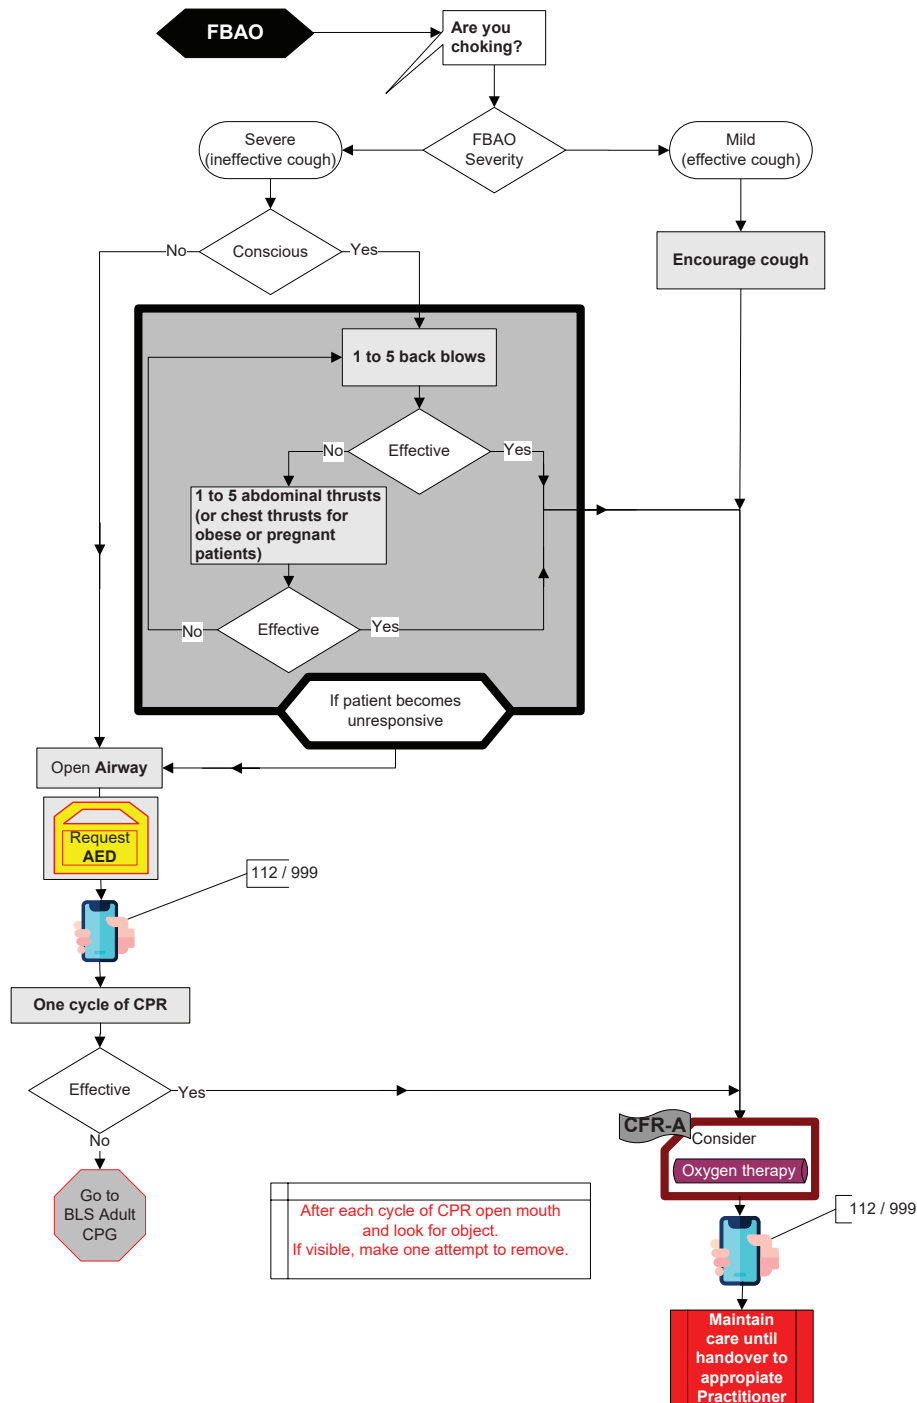 FBAO
Are you
choking?
Severe
(ineffective cough)
FBAO
Severity
Mild
(effective cough)
No
Conscious
Yes
Encourage cough
1 to 5 back blows
No
Effective
Yes
1 to 5 abdominal thrusts
(or chest thrusts for
obese or pregnant
patients)
No
Effective
Yes
If patient becomes
unresponsive
Open Airway
Request
AED
112 / 999
One cycle of CPR
Effective
Yes
No
Go to
BLS Adult
CPG
After each cycle of CPR open mouth
and look for object.
If visible, make one attempt to remove.
CFR-A
Consider
Oxygen therapy
112 / 999
Maintain
care until
handover to
appropiate
Practitioner